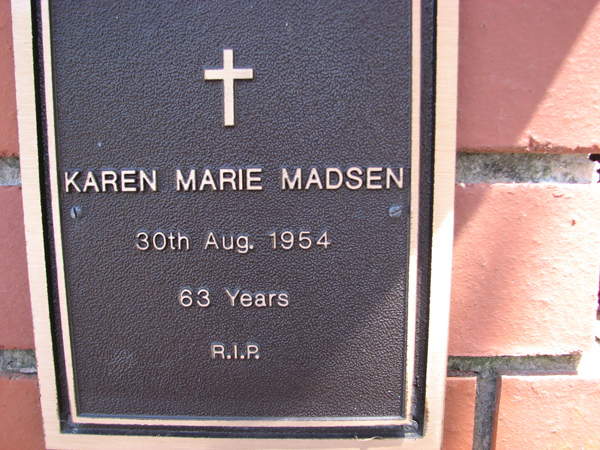 KAREN MARIE MADSEN
30th Aug. 1954
63 Years
R.I.P.